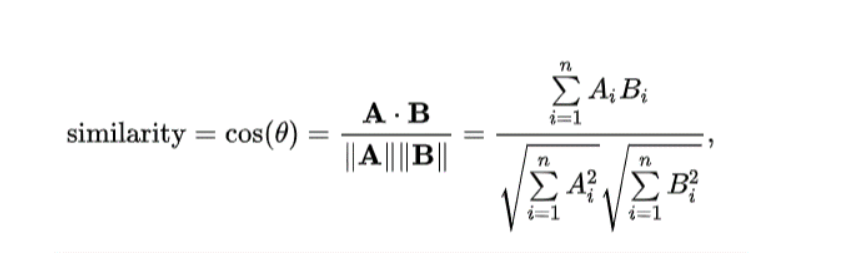 similarity = cos(θ) = A · B / ‖A‖‖B‖ = ∑_{i=1}^{n} A_i B_i / √(∑_{i=1}^{n} A_i^2) √(∑_{i=1}^{n} B_i^2) ,